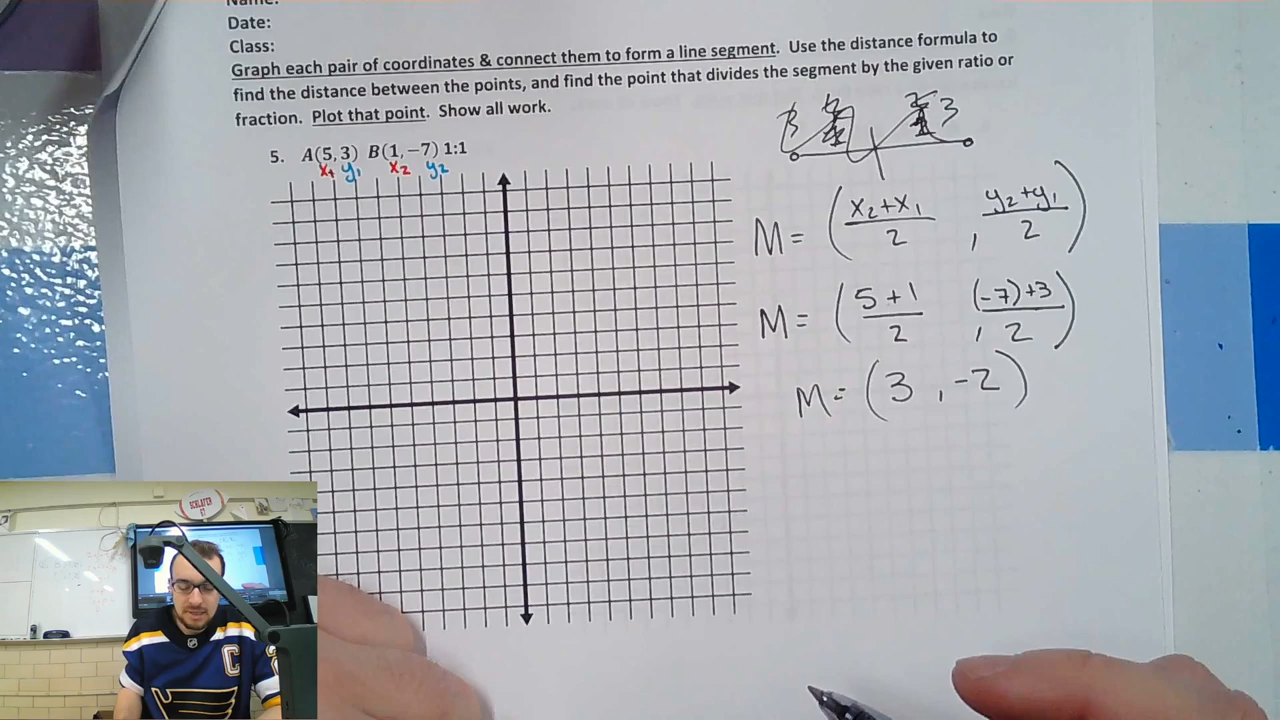 Name:
Date:
Class:
Graph each pair of coordinates & connect them to form a line segment. Use the distance formula to
find the distance between the points, and find the point that divides the segment by the given ratio or
fraction. Plot that point. Show all work.
5. A(5, 3) B(1, −7) 1:1
x₁ y₁ x₂ y₂
3
M = (x₂+x₁/2, y₂+y₁/2)
M = (5+1/2, (-7)+3/2)
M = (3, -2)
C